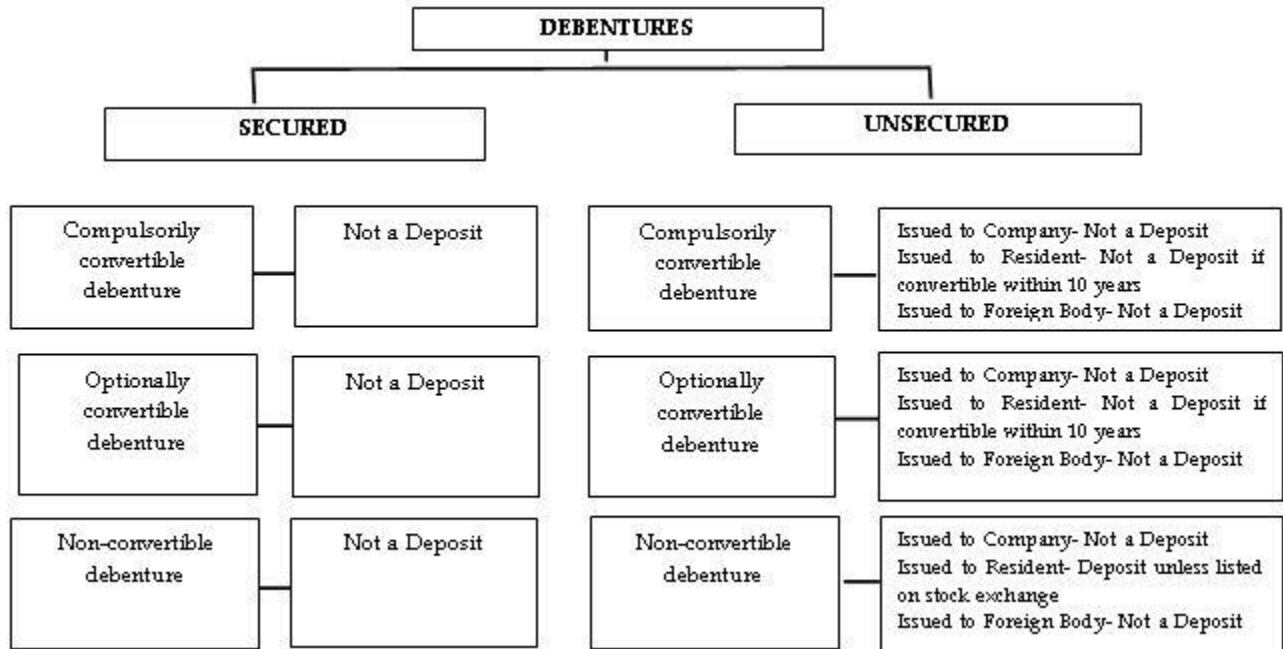 DEBENTURES
SECURED
UNSECURED
Compulsorily
convertible
debenture
Not a Deposit
Compulsorily
convertible
debenture
Issued to Company- Not a Deposit
Issued to Resident- Not a Deposit if
convertible within 10 years
Issued to Foreign Body- Not a Deposit
Optionally
convertible
debenture
Not a Deposit
Optionally
convertible
debenture
Issued to Company- Not a Deposit
Issued to Resident- Not a Deposit if
convertible within 10 years
Issued to Foreign Body- Not a Deposit
Non-convertible
debenture
Not a Deposit
Non-convertible
debenture
Issued to Company- Not a Deposit
Issued to Resident- Deposit unless listed
on stock exchange
Issued to Foreign Body- Not a Deposit